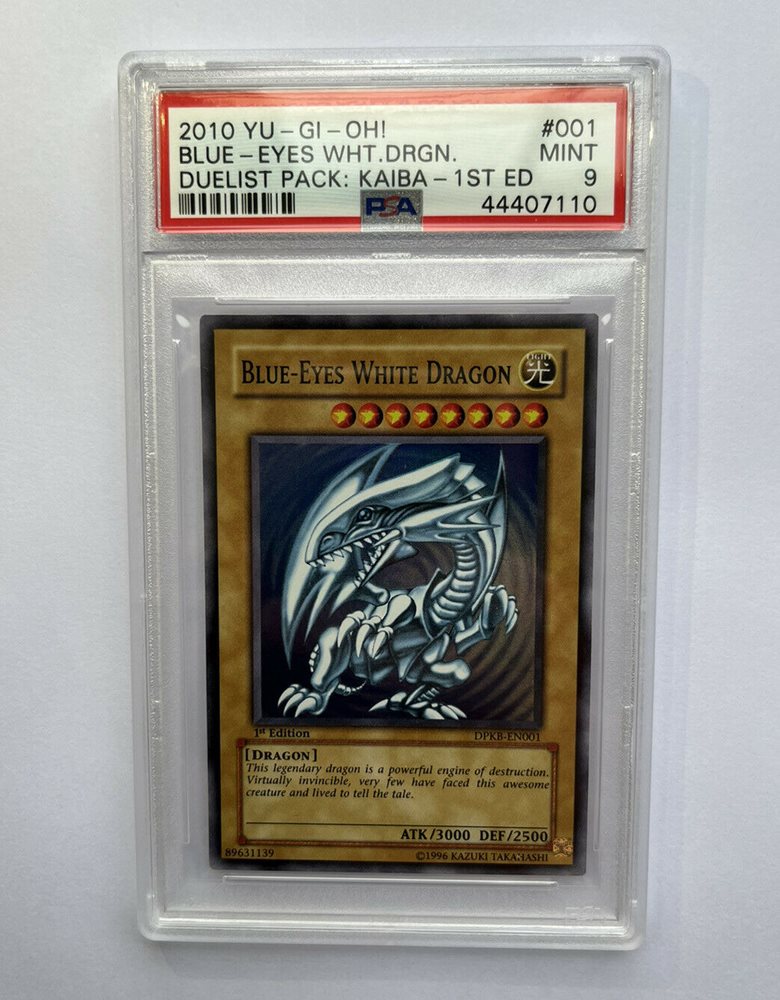 2010 YU-GI-OH! #001
BLUE-EYES WHT.DRGN. MINT
DUELIST PACK: KAIBA-1ST ED 9
PSA 44407110
BLUE-EYES WHITE DRAGON
LIGHT
光
1st Edition DPKB-EN001
[DRAGON]
This legendary dragon is a powerful engine of destruction.
Virtually invincible, very few have faced this awesome
creature and lived to tell the tale.
ATK/3000 DEF/2500
89631139 ©1996 KAZUKI TAKAHASHI